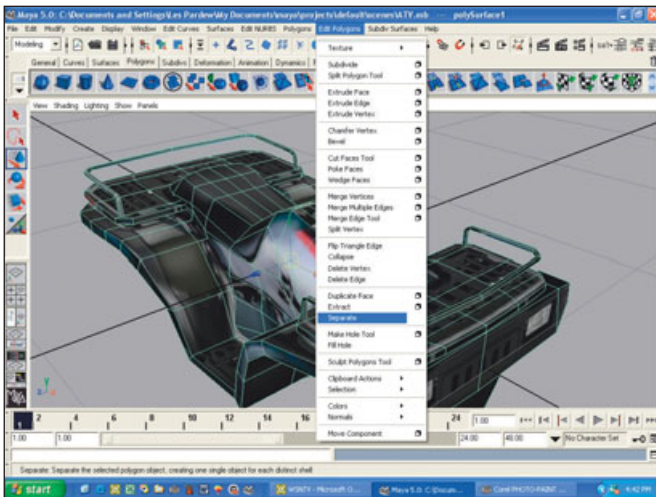 Maya 5.0: C:\Documents and Settings\Les Pardew\My Documents\maya\projects\default\scenes\ATV.mb --- polySurface1
File Edit Modify Create Display Window Edit Curves Surfaces Edit NURBS Polygons Edit Polygons Subdiv Surfaces Help
Modeling
General Curves Surfaces Polygons Subdivs Deformation Animation Dynamics
View Shading Lighting Show Panels
Texture
Subdivide
Split Polygon Tool
Extrude Face
Extrude Edge
Extrude Vertex
Chamfer Vertex
Bevel
Cut Faces Tool
Poke Faces
Wedge Faces
Merge Vertices
Merge Multiple Edges
Merge Edge Tool
Split Vertex
Flip Triangle Edge
Collapse
Delete Vertex
Delete Edge
Duplicate Face
Extract
Separate
Make Hole Tool
Fill Hole
Sculpt Polygons Tool
Clipboard Actions
Selection
Colors
Normals
Move Component
2 4 6 8 10 12 14 16 24 1.00
1.00 1.00 24.00 48.00 No Character Set
Separate: Separate the selected polygon object, creating one single object for each distinct shell
start Microsoft O... Maya 5.0: C:\Docum... Corel PHOTO-PAINT ... 4:42 PM